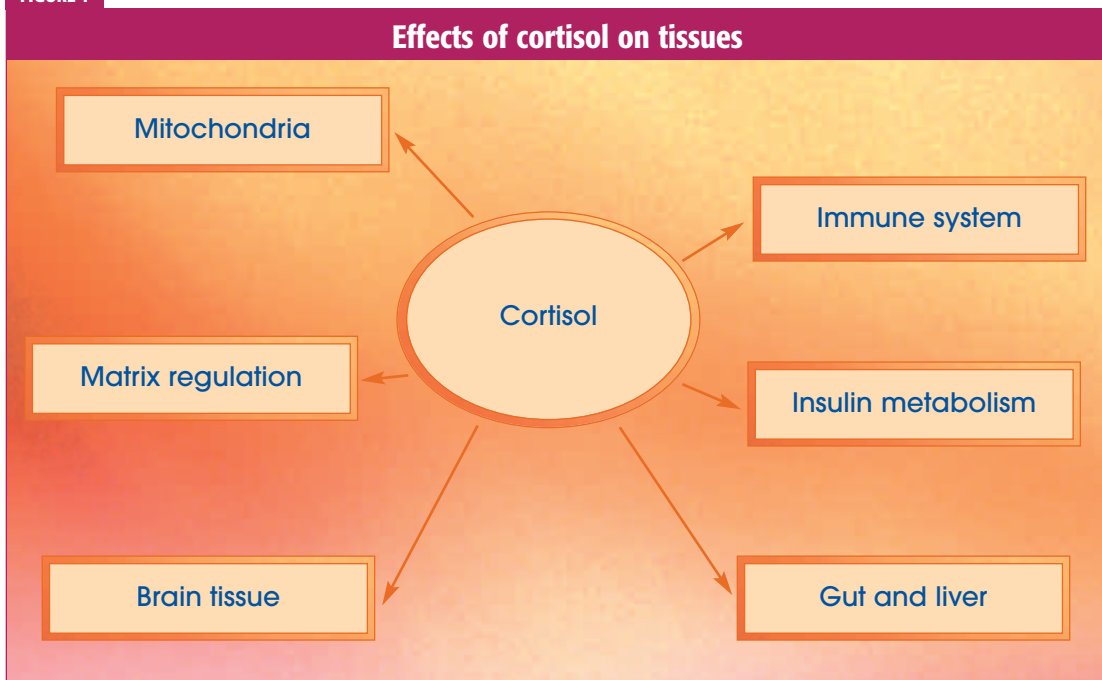 Effects of cortisol on tissues
Mitochondria
Immune system
Cortisol
Matrix regulation
Insulin metabolism
Brain tissue
Gut and liver